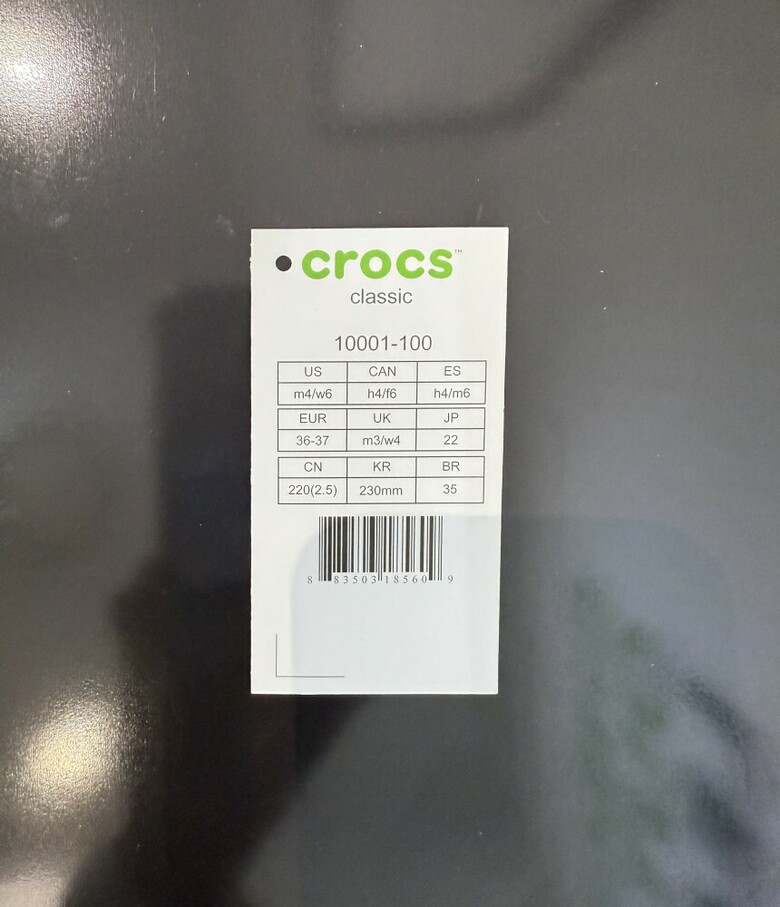 crocs™
classic
10001-100
US CAN ES
m4/w6 h4/f6 h4/m6
EUR UK JP
36-37 m3/w4 22
CN KR BR
220(2.5) 230mm 35
8 83503 18560 9